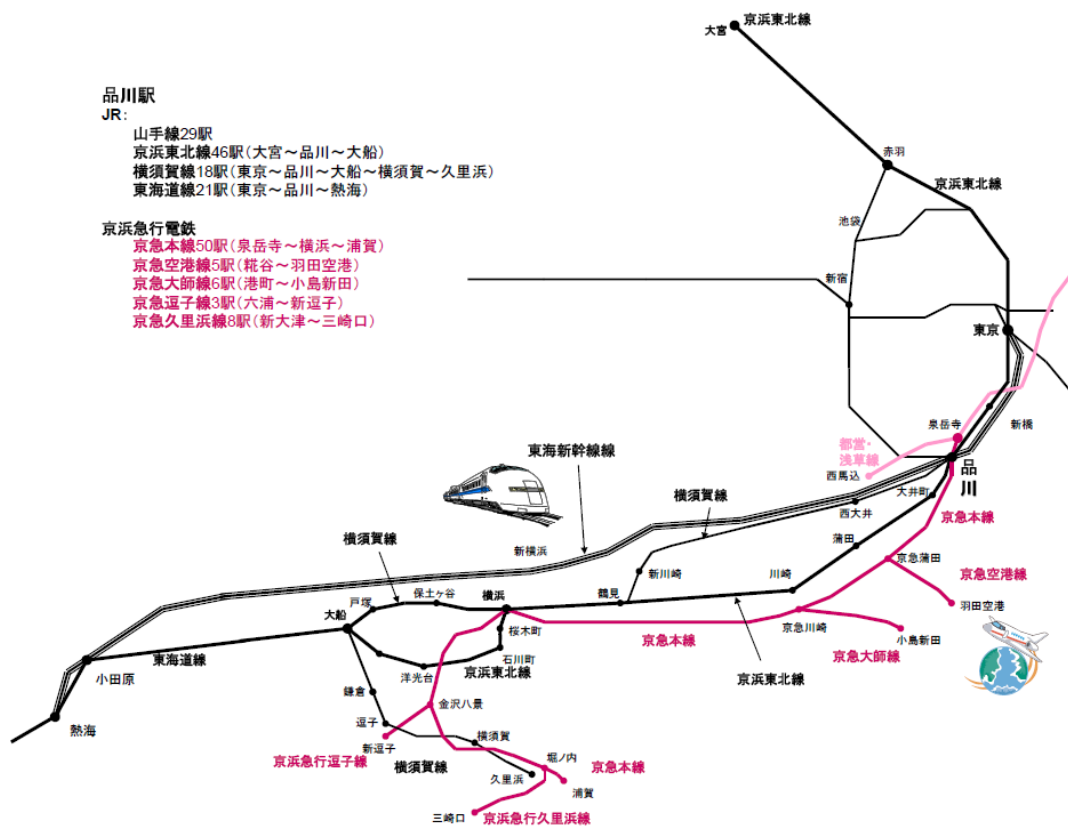 京浜東北線
大宮
品川駅
JR:
山手線29駅
京浜東北線46駅(大宮～品川～大船)
横須賀線18駅(東京～品川～大船～横須賀～久里浜)
東海道線21駅(東京～品川～熱海)
京浜急行電鉄
京急本線50駅(泉岳寺～横浜～浦賀)
京急空港線5駅(糀谷～羽田空港)
京急大師線6駅(港町～小島新田)
京急逗子線3駅(六浦～新逗子)
京急久里浜線8駅(新大津～三崎口)
赤羽
京浜東北線
池袋
新宿
東京
新橋
泉岳寺
都営・
浅草線
西馬込
品川
東海新幹線線
横須賀線
大井町
西大井
京急本線
蒲田
京急蒲田
京急空港線
羽田空港
新横浜
横須賀線
新川崎
川崎
保土ヶ谷
横浜
鶴見
戸塚
大船
桜木町
京急本線
京急川崎
小島新田
京急大師線
石川町
東海道線
小田原
洋光台
京浜東北線
京浜東北線
鎌倉
金沢八景
熱海
逗子
新逗子
横須賀
京浜急行逗子線
横須賀線
堀ノ内
京急本線
久里浜
浦賀
三崎口
京浜急行久里浜線